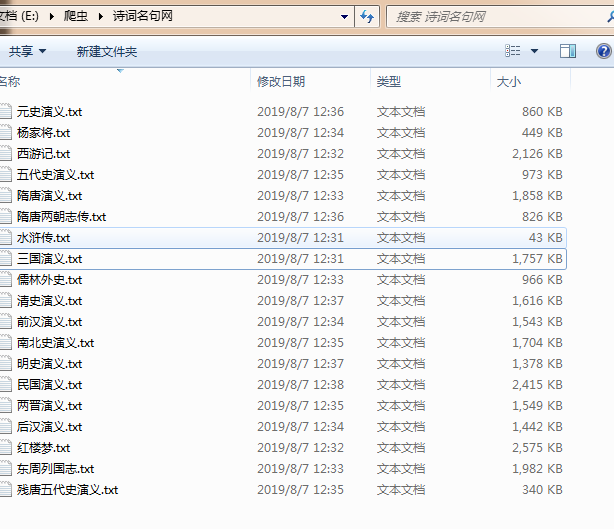 文档 (E:) ▸ 爬虫 ▸ 诗词名句网 搜索 诗词名句网
共享 新建文件夹
名称 修改日期 类型 大小
元史演义.txt 2019/8/7 12:36 文本文档 860 KB
杨家将.txt 2019/8/7 12:34 文本文档 449 KB
西游记.txt 2019/8/7 12:32 文本文档 2,126 KB
五代史演义.txt 2019/8/7 12:35 文本文档 973 KB
隋唐演义.txt 2019/8/7 12:33 文本文档 1,858 KB
隋唐两朝志传.txt 2019/8/7 12:36 文本文档 826 KB
水浒传.txt 2019/8/7 12:31 文本文档 43 KB
三国演义.txt 2019/8/7 12:31 文本文档 1,757 KB
儒林外史.txt 2019/8/7 12:33 文本文档 966 KB
清史演义.txt 2019/8/7 12:37 文本文档 1,616 KB
前汉演义.txt 2019/8/7 12:34 文本文档 1,543 KB
南北史演义.txt 2019/8/7 12:35 文本文档 1,704 KB
明史演义.txt 2019/8/7 12:37 文本文档 1,378 KB
民国演义.txt 2019/8/7 12:38 文本文档 2,415 KB
两晋演义.txt 2019/8/7 12:35 文本文档 1,549 KB
后汉演义.txt 2019/8/7 12:34 文本文档 1,442 KB
红楼梦.txt 2019/8/7 12:32 文本文档 2,575 KB
东周列国志.txt 2019/8/7 12:33 文本文档 1,982 KB
残唐五代史演义.txt 2019/8/7 12:35 文本文档 340 KB